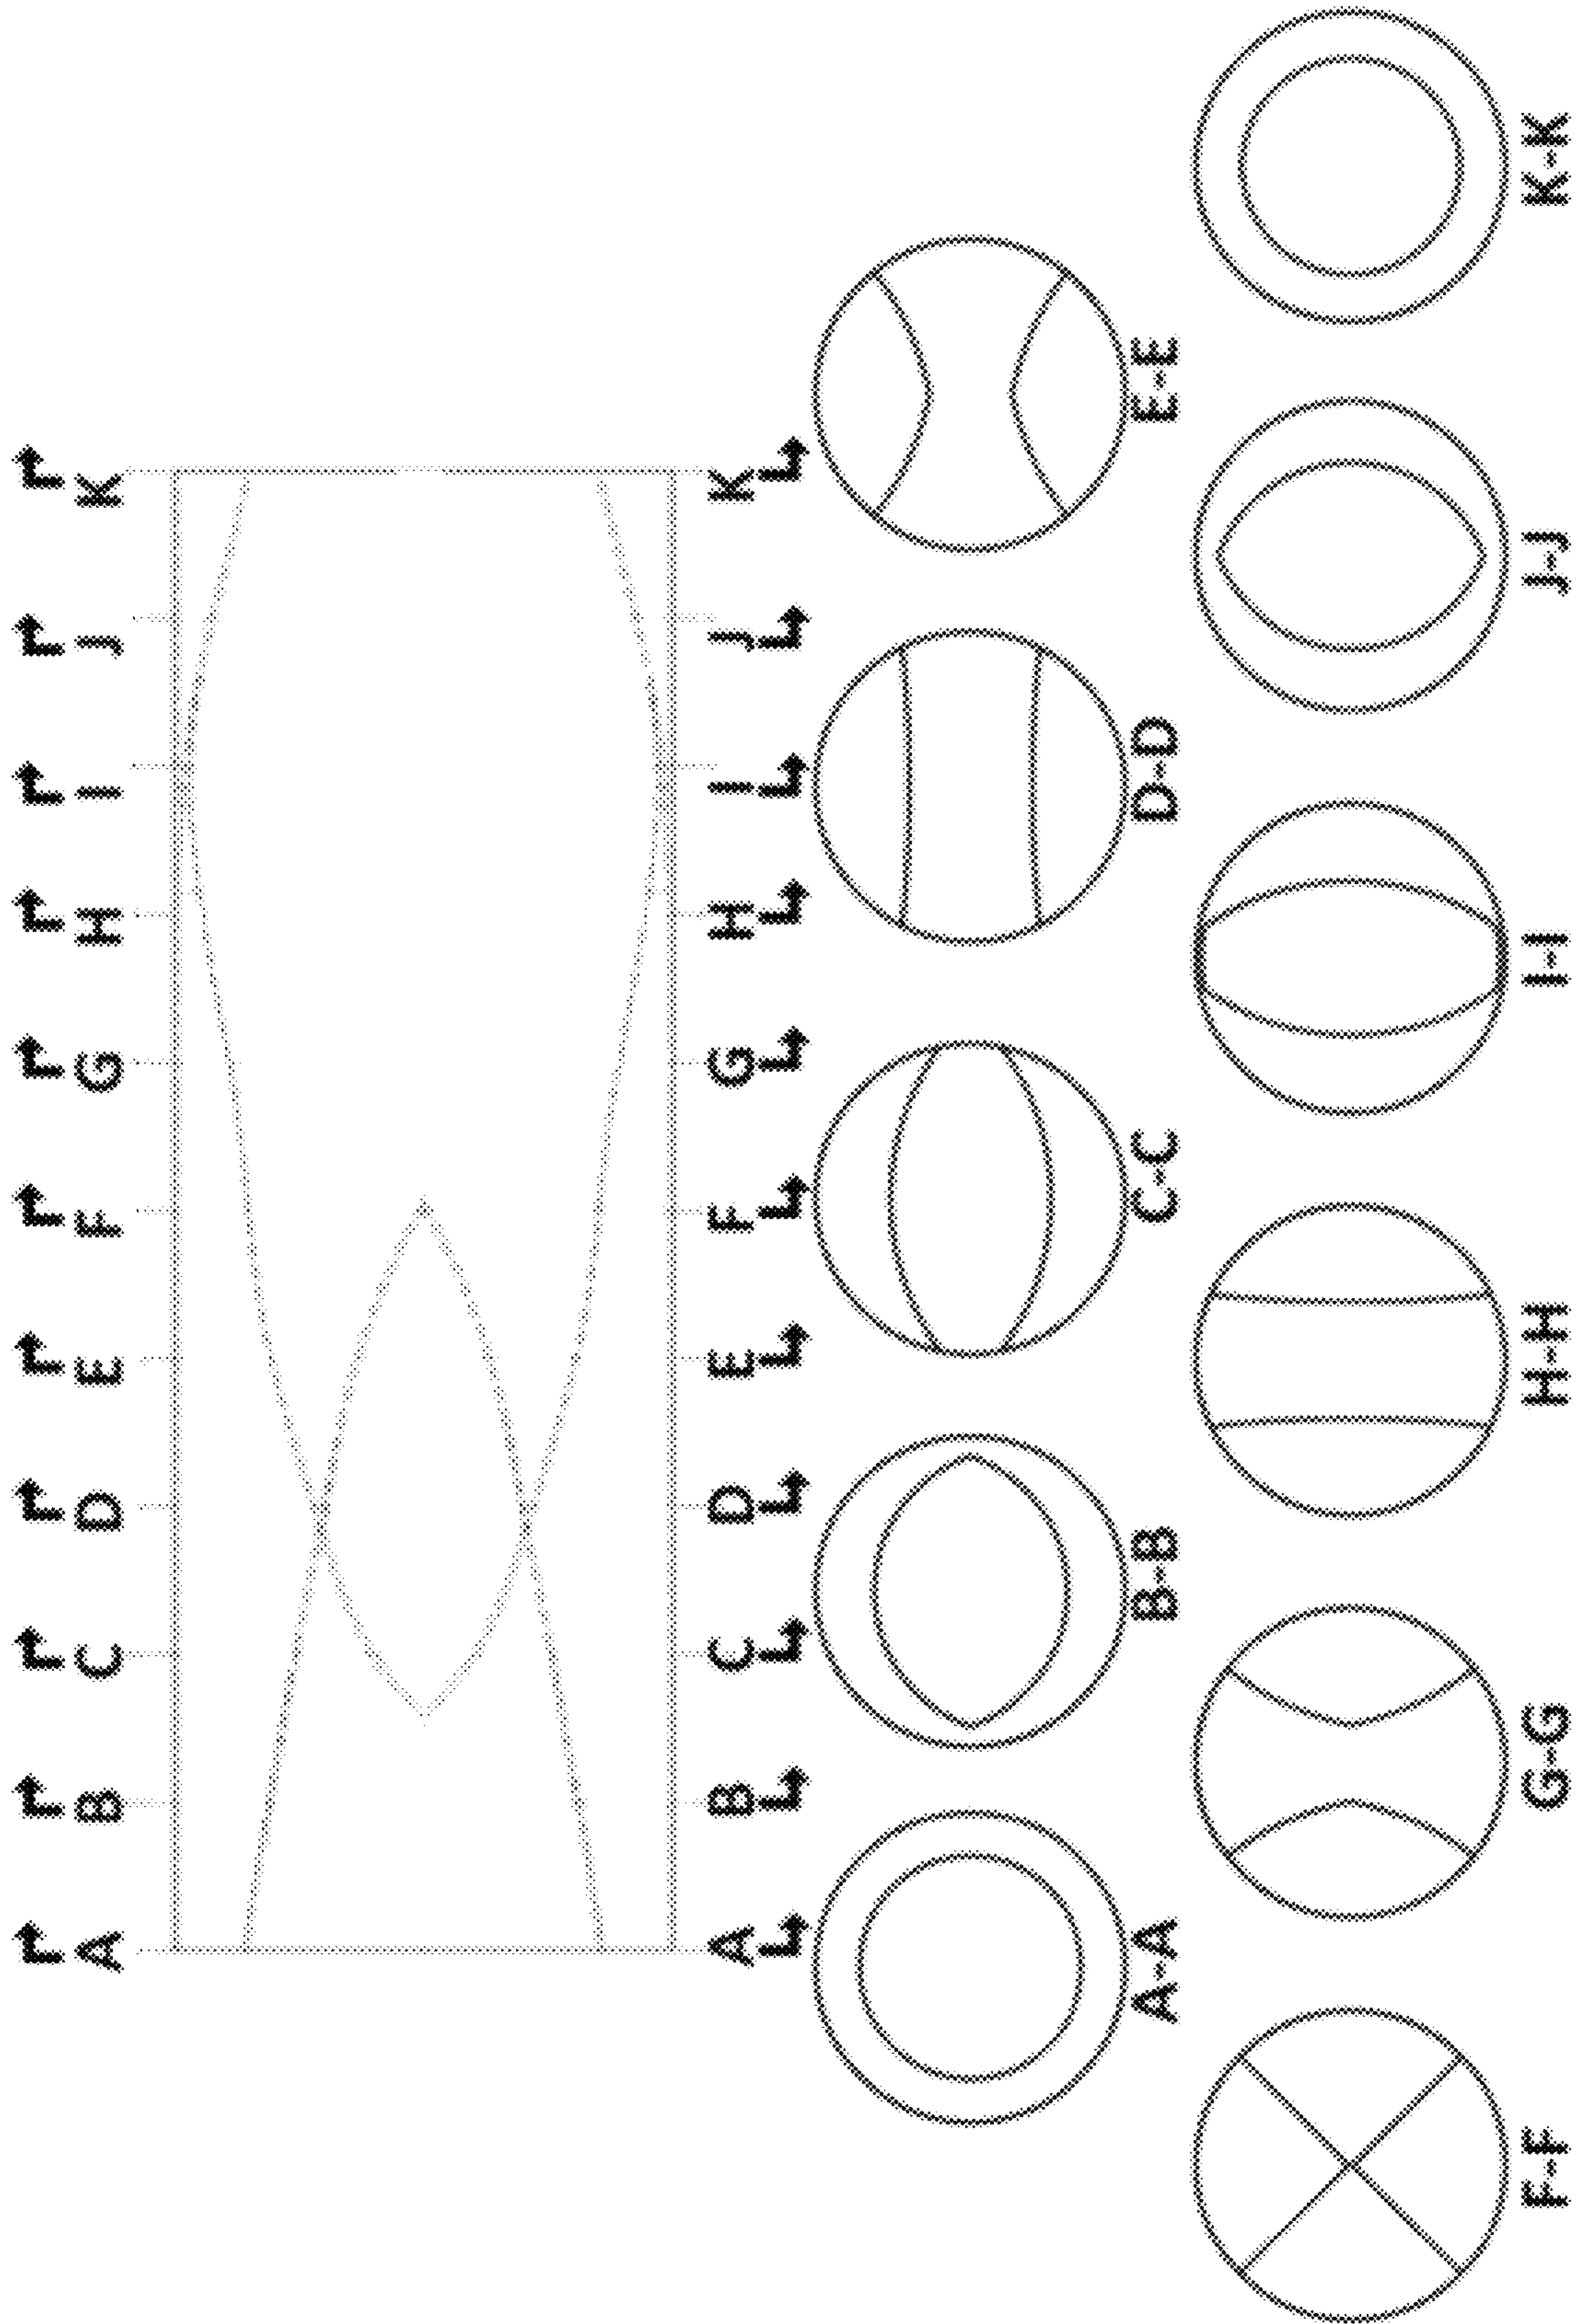 A B C D E F G H I J K
A B C D E F G H I J K
A-A B-B C-C D-D E-E
F-F G-G H-H I-I J-J K-K